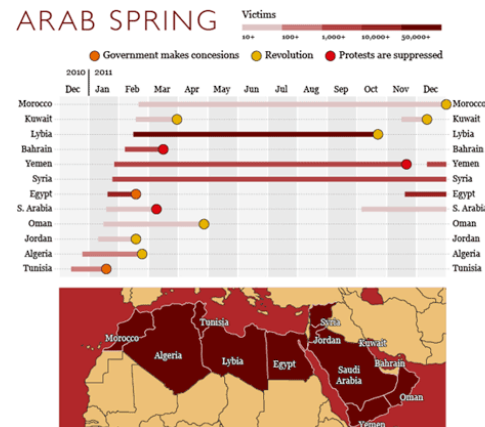 ARAB SPRING
Victims
10+ 100+ 1,000+ 10,000+ 50,000+
Government makes concesions Revolution Protests are suppressed
2010 2011
Dec Jan Feb Mar Apr May Jun Jul Aug Sep Oct Nov Dec
Morocco Morocco
Kuwait Kuwait
Lybia Lybia
Bahrain Bahrain
Yemen Yemen
Syria Syria
Egypt Egypt
S. Arabia S. Arabi
Oman Oman
Jordan Jordan
Algeria Algeria
Tunisia Tunisia
Tunisia Syria
Morocco Jordan Kuwait
Algeria Lybia Egypt Bahrain
Saudi
Arabia
Oman
Yemen